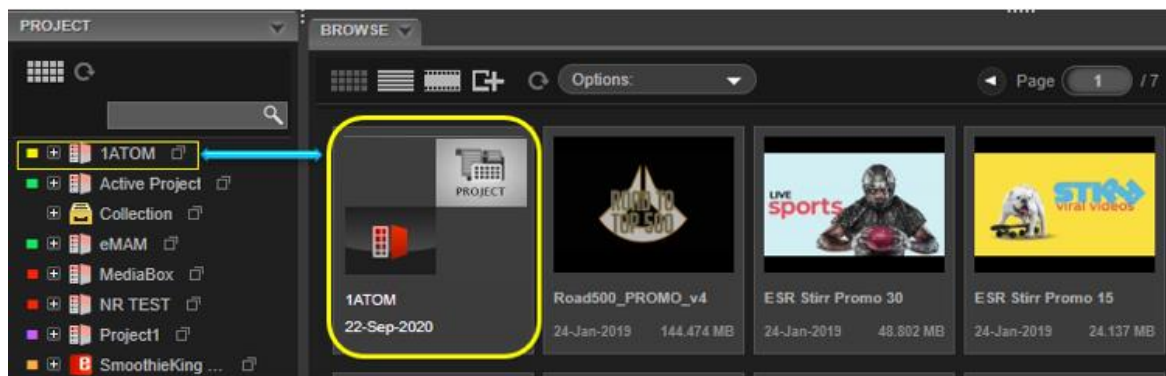 PROJECT
BROWSE
Options:
Page 1 / 7
1ATOM
Active Project
Collection
eMAM
MediaBox
NR TEST
Project1
SmoothieKing ...
PROJECT
1ATOM
22-Sep-2020
ROAD TO
TOP 500
Road500_PROMO_v4
24-Jan-2019 144.474 MB
LIVE
sports
ESR Stirr Promo 30
24-Jan-2019 48.802 MB
STIRR
viral videos
ESR Stirr Promo 15
24-Jan-2019 24.137 MB